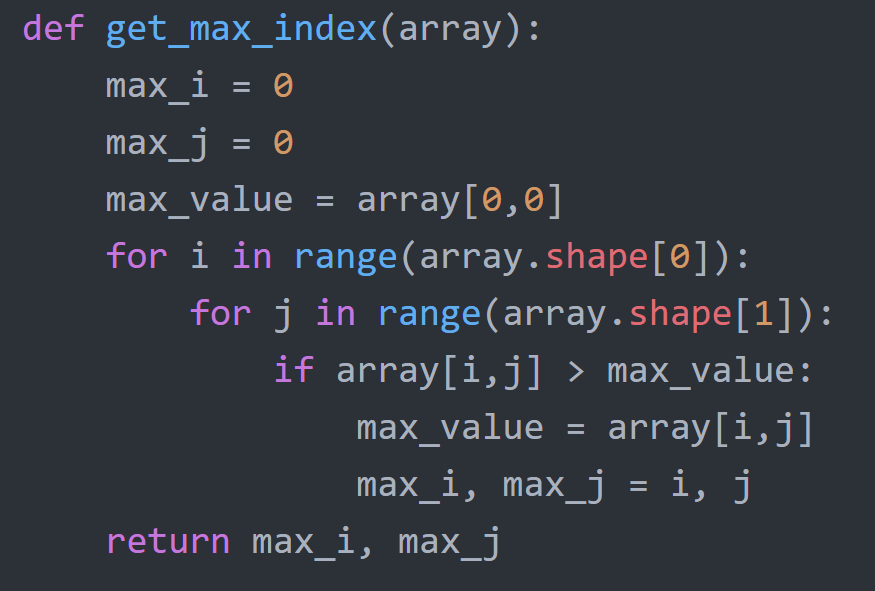 def get_max_index(array):
    max_i = 0
    max_j = 0
    max_value = array[0,0]
    for i in range(array.shape[0]):
        for j in range(array.shape[1]):
            if array[i,j] > max_value:
                max_value = array[i,j]
                max_i, max_j = i, j
    return max_i, max_j